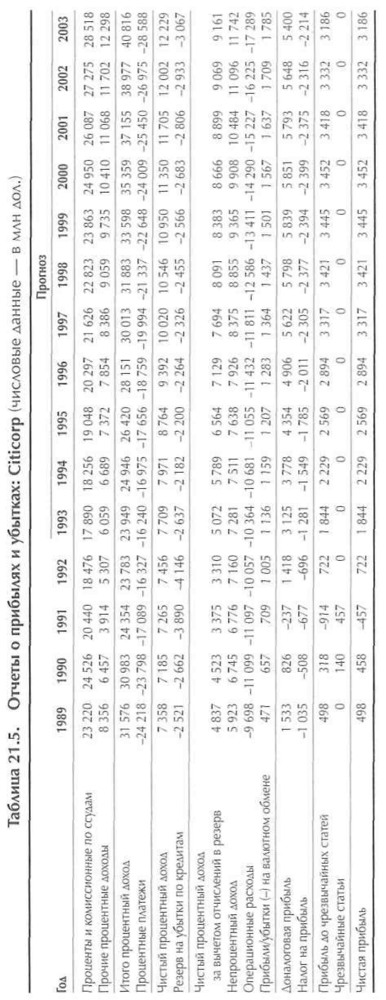 Таблица 21.5. Отчеты о прибылях и убытках: Citicorp (числовые данные — в млн дол.)
Прогноз
Год 1989 1990 1991 1992 1993 1994 1995 1996 1997 1998 1999 2000 2001 2002 2003
Проценты и комиссионные по ссудам 23 220 24 526 20 440 18 476 17 890 18 256 19 048 20 297 21 626 22 823 23 863 24 950 26 087 27 275 28 518
Прочие процентные доходы 8 356 6 457 3 914 5 307 6 059 6 689 7 372 7 854 8 386 9 059 9 735 10 410 11 068 11 702 12 298
Итого процентный доход 31 576 30 983 24 354 23 783 23 949 24 946 26 420 28 151 30 013 31 883 33 598 35 359 37 155 38 977 40 816
Процентные платежи –24 218 –23 798 –17 089 –16 327 –16 240 –16 975 –17 656 –18 759 –19 994 –21 337 –22 648 –24 009 –25 450 –26 975 –28 588
Чистый процентный доход 7 358 7 185 7 265 7 456 7 709 7 971 8 764 9 392 10 020 10 546 10 950 11 350 11 705 12 002 12 229
Резерв на убытки по кредитам –2 521 –2 662 –3 890 –4 146 –2 637 –2 182 –2 200 –2 264 –2 326 –2 455 –2 566 –2 683 –2 806 –2 933 –3 067
Чистый процентный доход
за вычетом отчислений в резерв 4 837 4 523 3 375 3 310 5 072 5 789 6 564 7 129 7 694 8 091 8 383 8 666 8 899 9 069 9 161
Непроцентный доход 5 923 6 745 6 776 7 160 7 281 7 511 7 638 7 926 8 375 8 855 9 365 9 908 10 484 11 096 11 742
Операционные расходы –9 698 –11 099 –11 097 –10 057 –10 364 –10 681 –11 055 –11 432 –11 811 –12 586 –13 411 –14 290 –15 227 –16 225 –17 289
Прибыли/убытки (–) на валютном обмене 471 657 709 1 005 1 136 1 159 1 207 1 283 1 364 1 437 1 501 1 567 1 637 1 709 1 785
Доналоговая прибыль 1 533 826 –237 1 418 3 125 3 778 4 354 4 906 5 622 5 798 5 839 5 851 5 793 5 648 5 400
Налог на прибыль –1 035 –508 –677 –696 –1 281 –1 549 –1 785 –2 011 –2 305 –2 377 –2 394 –2 399 –2 375 –2 316 –2 214
Прибыль до чрезвычайных статей 498 318 –914 722 1 844 2 229 2 569 2 894 3 317 3 421 3 445 3 452 3 418 3 332 3 186
Чрезвычайные статьи 0 140 457 0 0 0 0 0 0 0 0 0 0 0 0
Чистая прибыль 498 458 –457 722 1 844 2 229 2 569 2 894 3 317 3 421 3 445 3 452 3 418 3 332 3 186